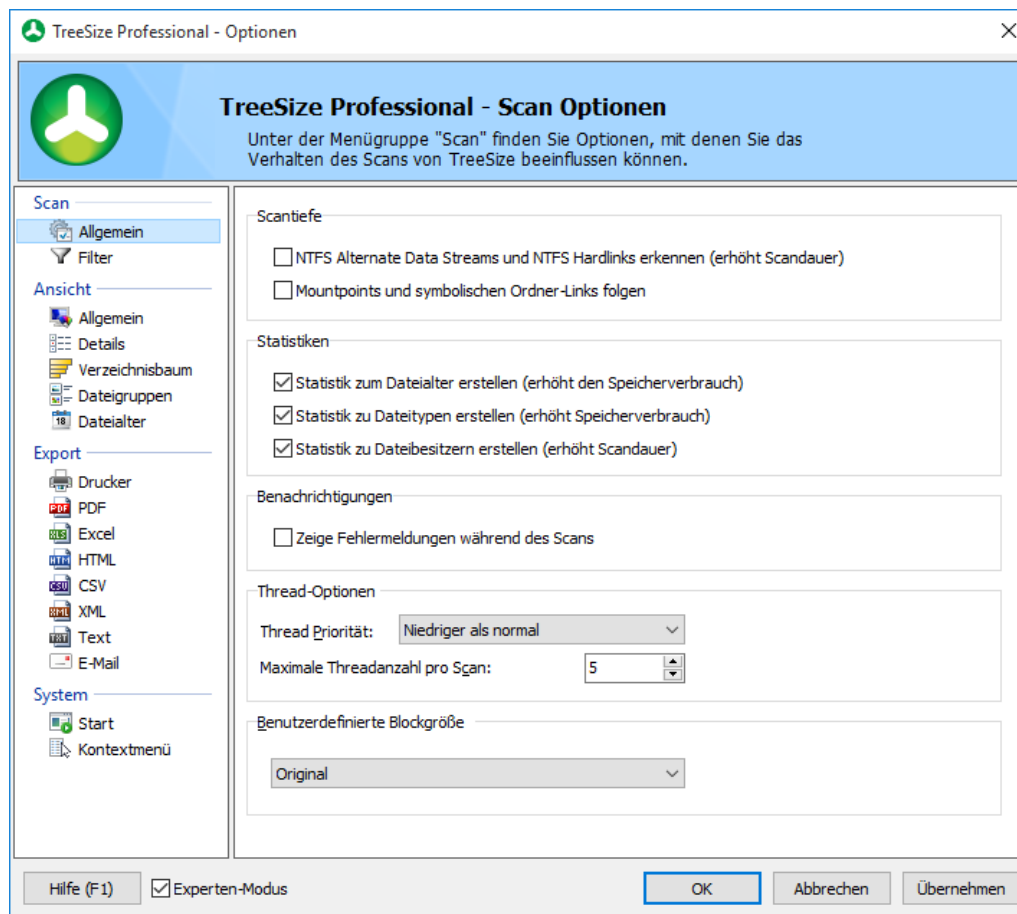 TreeSize Professional - Optionen
TreeSize Professional - Scan Optionen
Unter der Menügruppe "Scan" finden Sie Optionen, mit denen Sie das
Verhalten des Scans von TreeSize beeinflussen können.
Scan
Allgemein
Filter
Ansicht
Allgemein
Details
Verzeichnisbaum
Dateigruppen
18
Dateialter
Export
Drucker
PDF
PDF
XLS
Excel
HTM
HTML
CSV
CSV
XML
XML
TXT
Text
E-Mail
System
Start
Kontextmenü
Scantiefe
NTFS Alternate Data Streams und NTFS Hardlinks erkennen (erhöht Scandauer)
Mountpoints und symbolischen Ordner-Links folgen
Statistiken
Statistik zum Dateialter erstellen (erhöht den Speicherverbrauch)
Statistik zu Dateitypen erstellen (erhöht Speicherverbrauch)
Statistik zu Dateibesitzern erstellen (erhöht Scandauer)
Benachrichtigungen
Zeige Fehlermeldungen während des Scans
Thread-Optionen
Thread Priorität: Niedriger als normal
Maximale Threadanzahl pro Scan: 5
Benutzerdefinierte Blockgröße
Original
Hilfe (F1) Experten-Modus OK Abbrechen Übernehmen